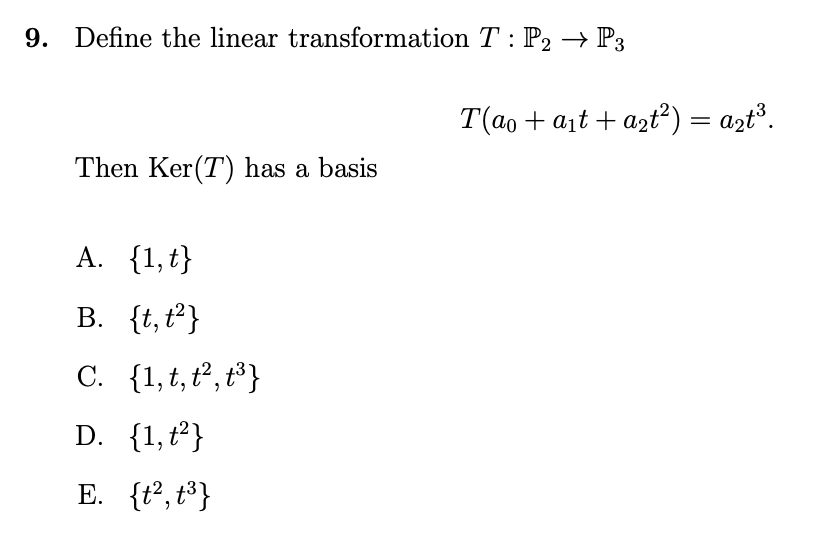 9. Define the linear transformation T : ℙ₂ → ℙ₃
T(a₀ + a₁t + a₂t²) = a₂t³.
Then Ker(T) has a basis
A. {1, t}
B. {t, t²}
C. {1, t, t², t³}
D. {1, t²}
E. {t², t³}